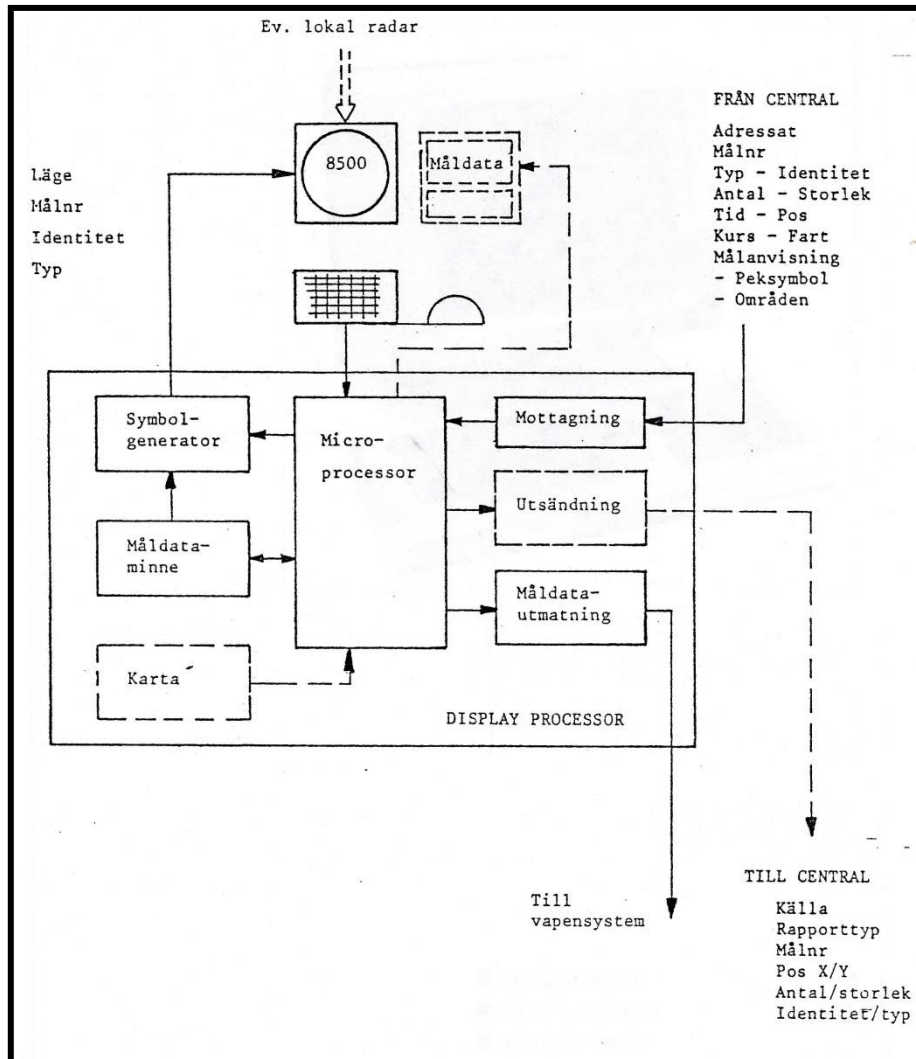 Ev. lokal radar
8500
Måldata
Läge
Målnr
Identitet
Typ
FRÅN CENTRAL
Adressat
Målnr
Typ - Identitet
Antal - Storlek
Tid - Pos
Kurs - Fart
Målanvisning
- Peksymbol
- Områden
Symbol-
generator
Micro-
processor
Mottagning
Utsändning
Måldata-
minne
Måldata-
utmatning
Karta
DISPLAY PROCESSOR
Till
vapensystem
TILL CENTRAL
Källa
Rapporttyp
Målnr
Pos X/Y
Antal/storlek
Identitet/typ